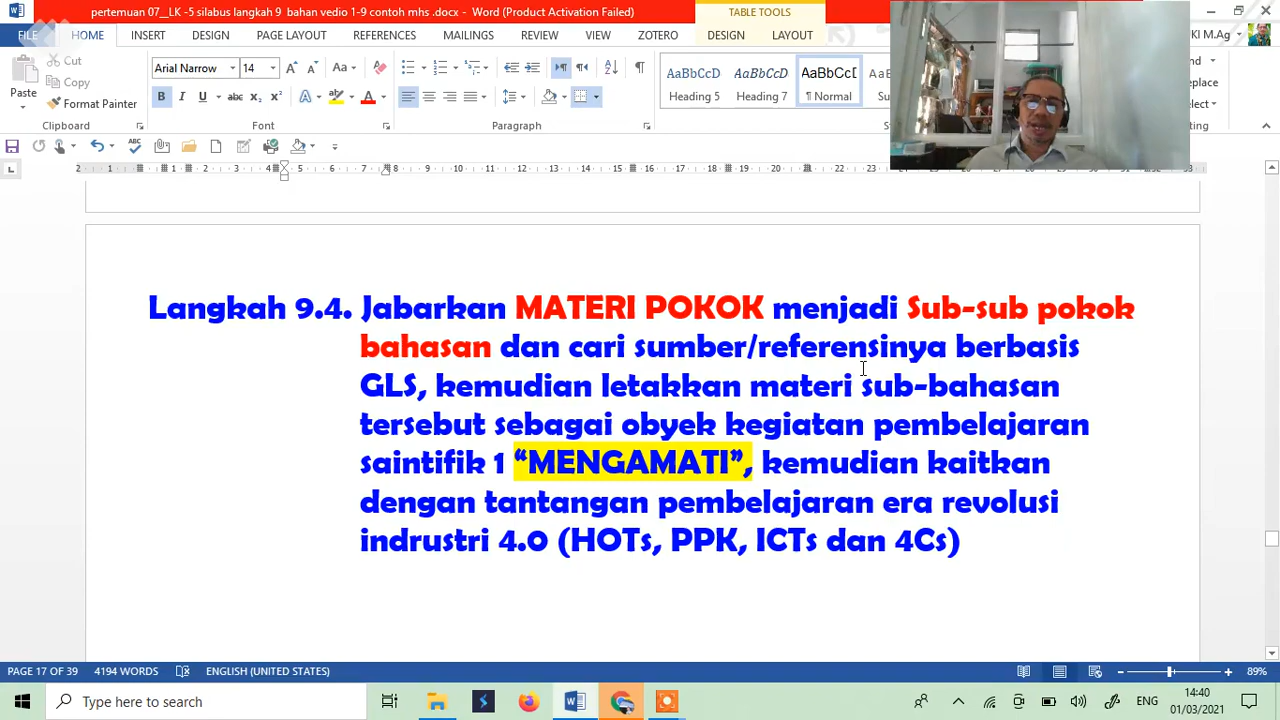 pertemuan 07__LK -5 silabus langkah 9 bahan vedio 1-9 contoh mhs .docx - Word (Product Activation Failed)
TABLE TOOLS
FILE HOME INSERT DESIGN PAGE LAYOUT REFERENCES MAILINGS REVIEW VIEW ZOTERO DESIGN LAYOUT KI M.Ag
Paste
Cut
Copy
Format Painter
Clipboard
Arial Narrow 14
Font
Paragraph
AaBbCcD AaBbCcD AaBbCcD
Heading 5 Heading 7 ¶ Normal
Langkah 9.4. Jabarkan MATERI POKOK menjadi Sub-sub pokok
bahasan dan cari sumber/referensinya berbasis
GLS, kemudian letakkan materi sub-bahasan
tersebut sebagai obyek kegiatan pembelajaran
saintifik 1 “MENGAMATI”, kemudian kaitkan
dengan tantangan pembelajaran era revolusi
indrustri 4.0 (HOTs, PPK, ICTs dan 4Cs)
PAGE 17 OF 39 4194 WORDS ENGLISH (UNITED STATES) 89%
Type here to search
ENG
14:40
01/03/2021